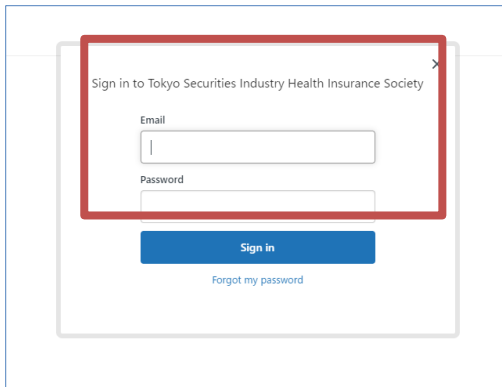 Sign in to Tokyo Securities Industry Health Insurance Society
Email
Password
Sign in
Forgot my password